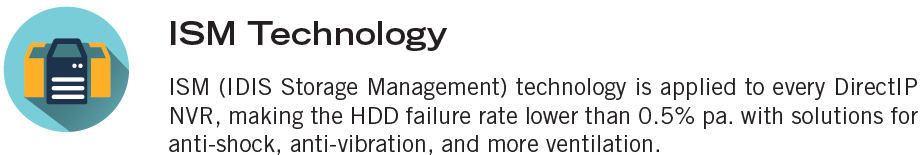 ISM Technology
ISM (IDIS Storage Management) technology is applied to every DirectIP
NVR, making the HDD failure rate lower than 0.5% pa. with solutions for
anti-shock, anti-vibration, and more ventilation.